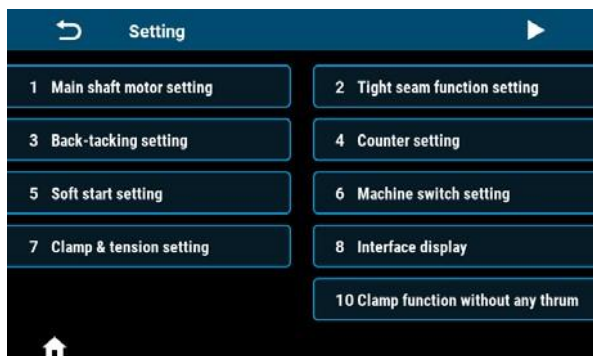 Setting
1 Main shaft motor setting
2 Tight seam function setting
3 Back-tacking setting
4 Counter setting
5 Soft start setting
6 Machine switch setting
7 Clamp & tension setting
8 Interface display
10 Clamp function without any thrum